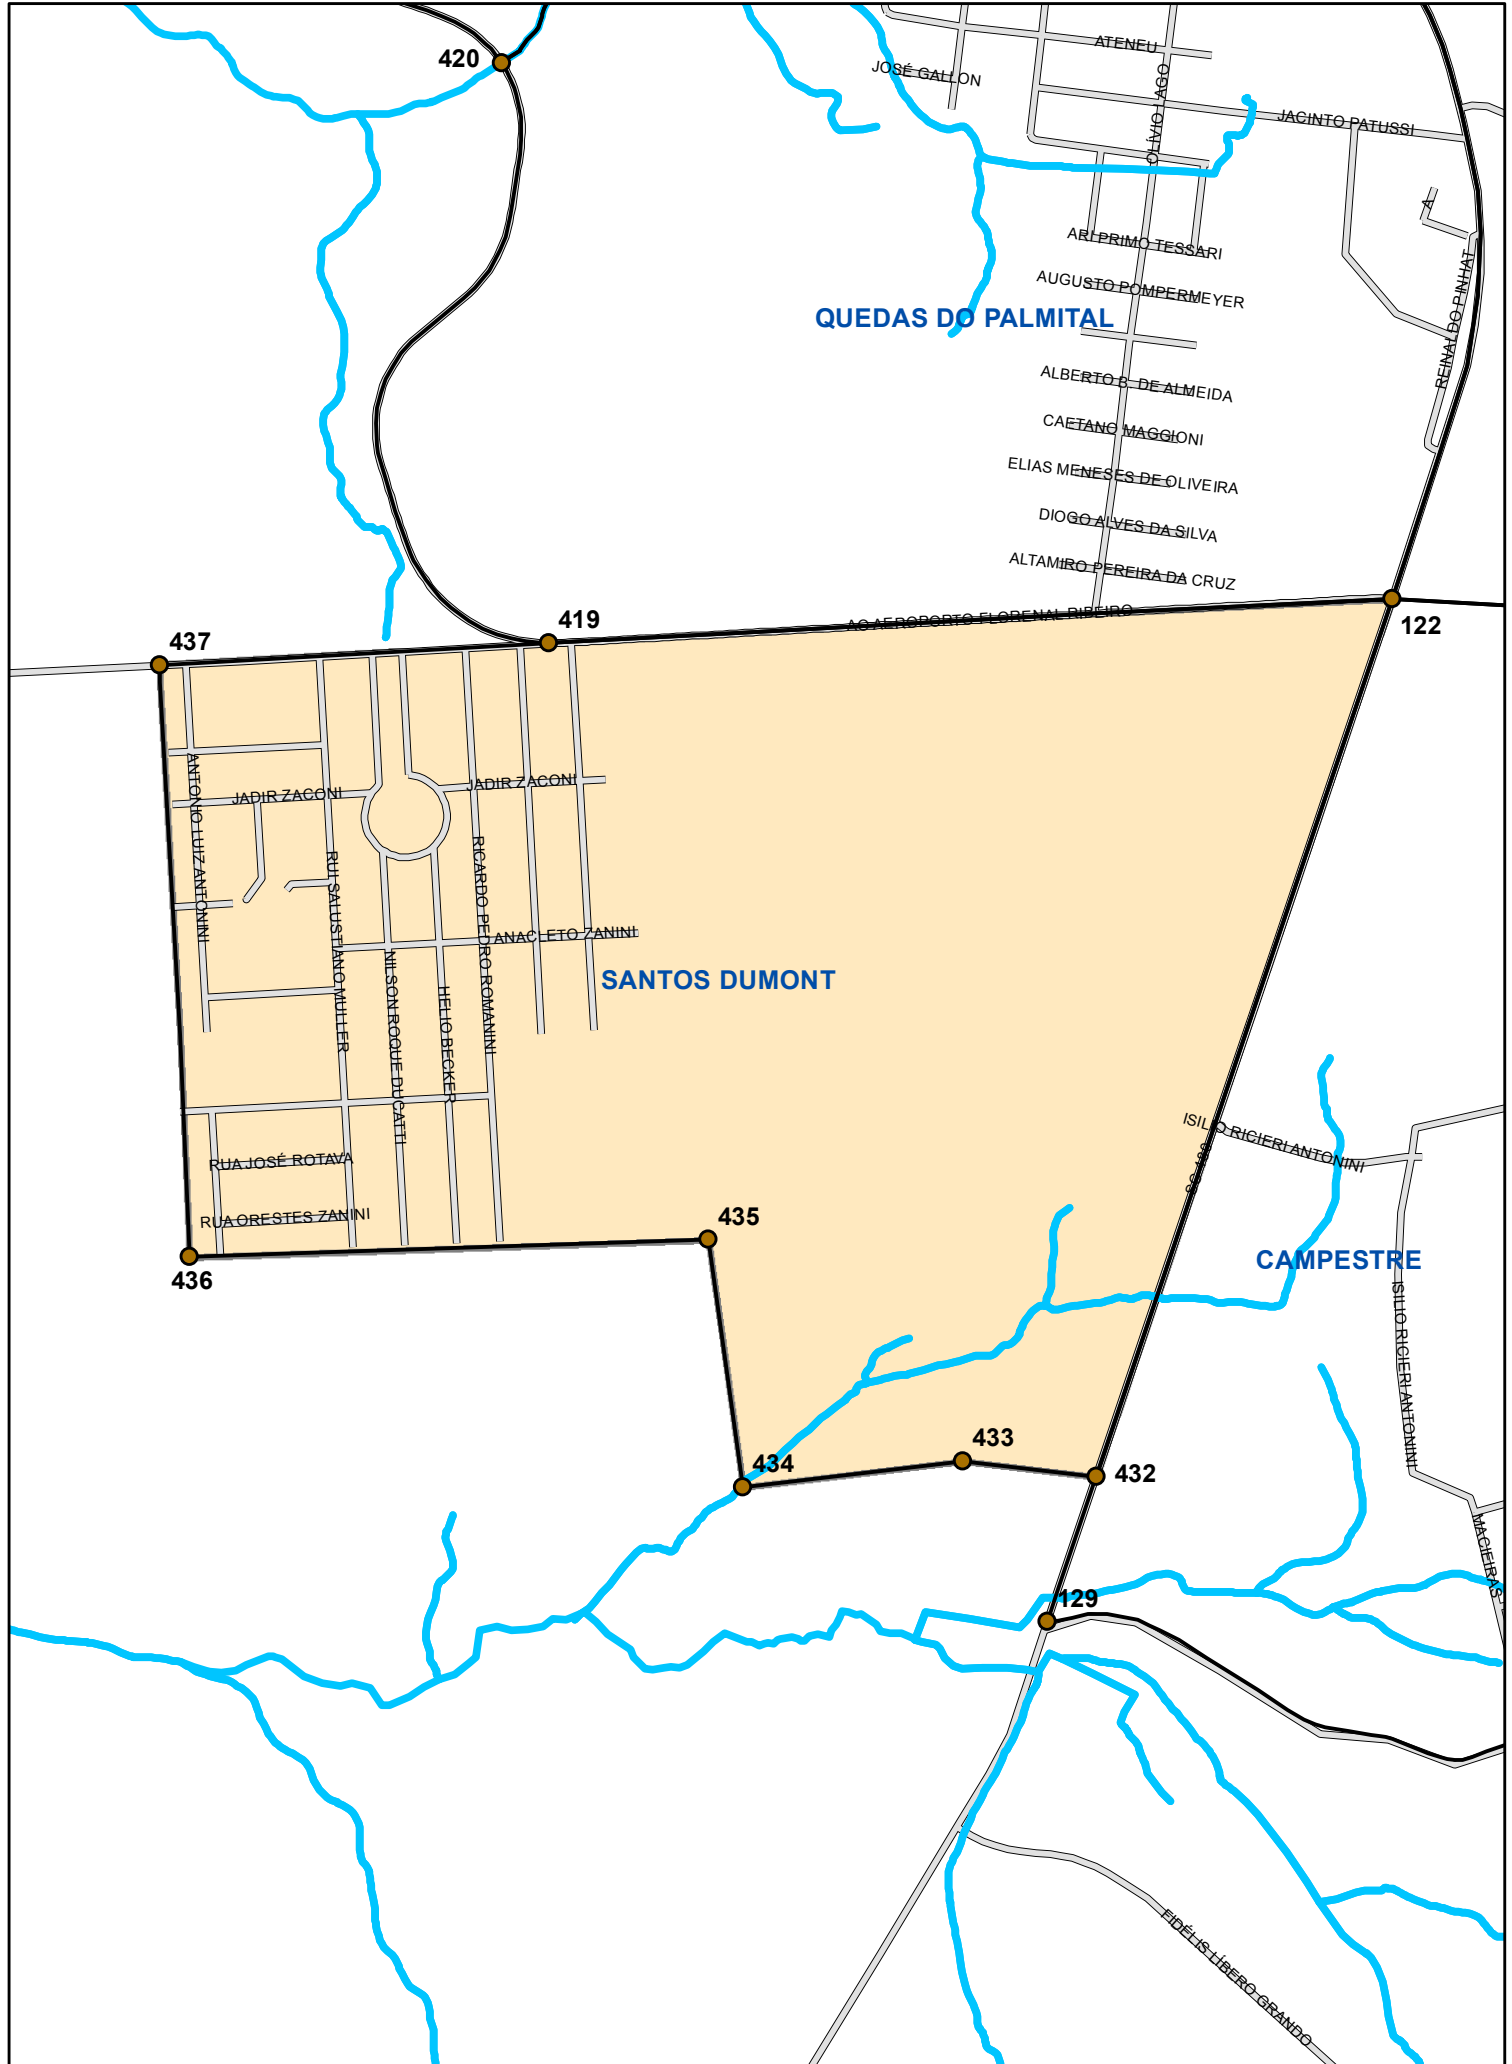 420
ATENEU
JOSÉ GALLON
OLÍVIO LAGO
JACINTO PATUSSI
A
ARI PRIMO TESSARI
REINALDO PINHAT
AUGUSTO POMPERMEYER
QUEDAS DO PALMITAL
ALBERTO B. DE ALMEIDA
CAETANO MAGGIONI
ELIAS MENESES DE OLIVEIRA
DIOGO ALVES DA SILVA
ALTAMIRO PEREIRA DA CRUZ
AO AEROPORTO FLORENAL RIBEIRO
419
122
437
ANTONIO LUIZ ANTONINI
JADIR ZACONI
JADIR ZACONI
RUI SALUSTIANO MULLER
RICARDO PEDRO ROMANINI
ANACLETO ZANINI
NILSON ROQUE DUCATTI
HELIO BECKER
SANTOS DUMONT
ISILIO RICIERI ANTONINI
SC 480
RUA JOSÉ ROTAVA
RUA ORESTES ZANINI
435
436
CAMPESTRE
ISILIO RICIERI ANTONINI
433
434
432
MACIEIRAS
129
FIDÉLIS LÍBERO GRANDO